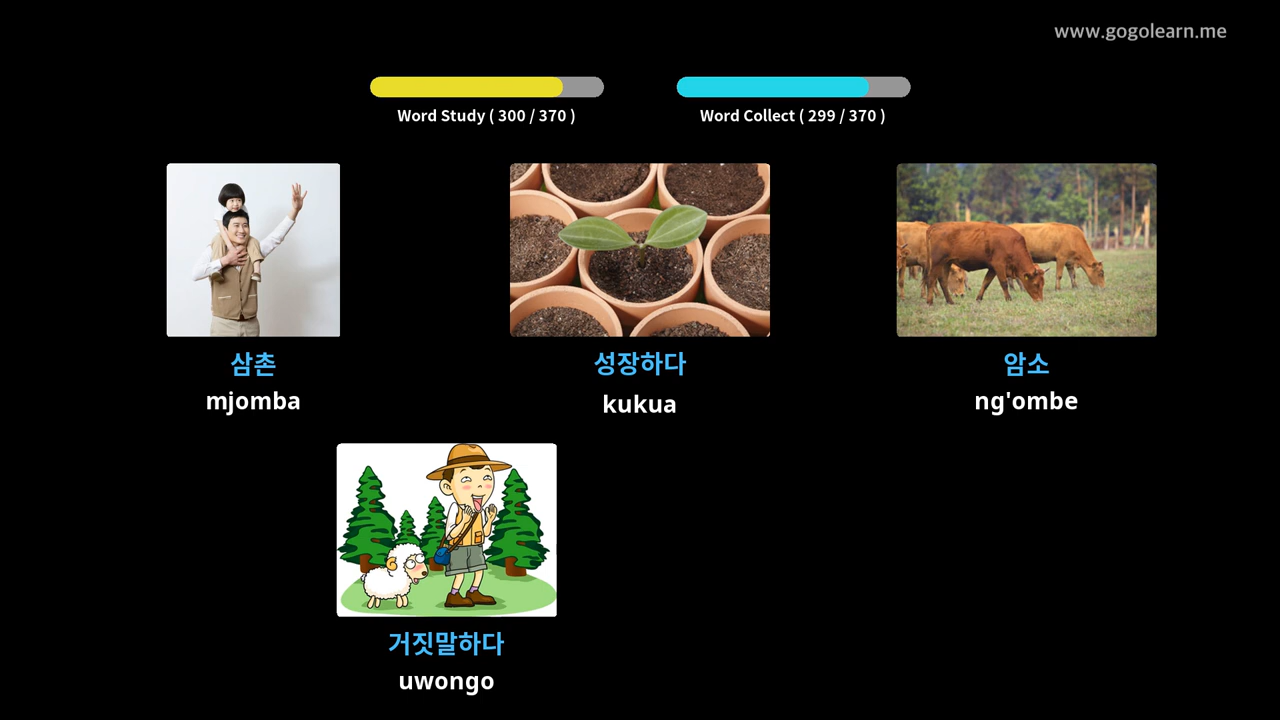 www.gogolearn.me
Word Study ( 300 / 370 )
Word Collect ( 299 / 370 )
삼촌
mjomba
성장하다
kukua
암소
ng'ombe
거짓말하다
uwongo